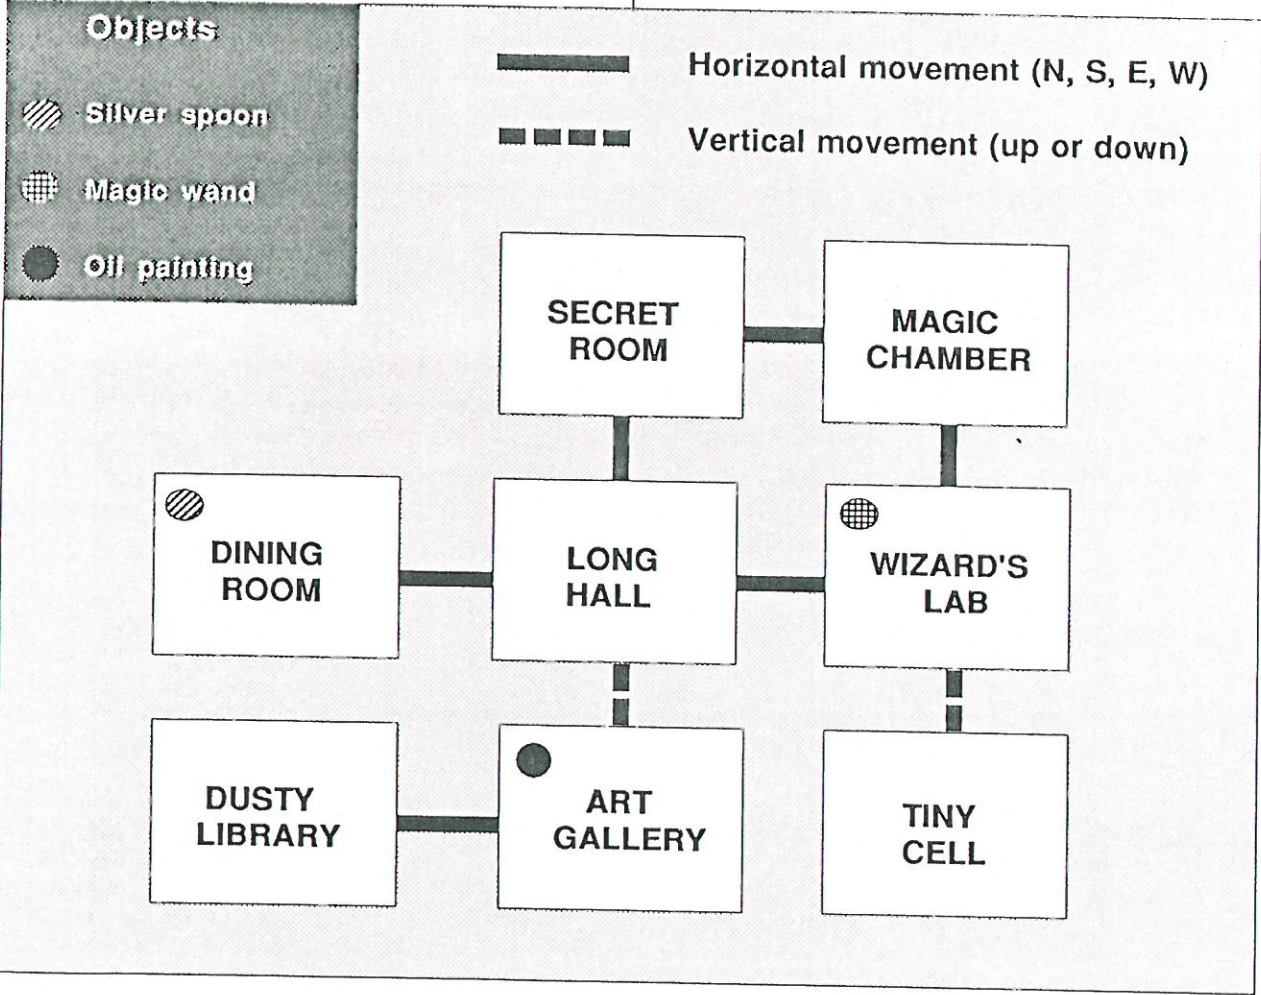 Objects
Silver spoon
Magic wand
Oil painting
Horizontal movement (N, S, E, W)
Vertical movement (up or down)
SECRET
ROOM
MAGIC
CHAMBER
DINING
ROOM
LONG
HALL
WIZARD'S
LAB
DUSTY
LIBRARY
ART
GALLERY
TINY
CELL